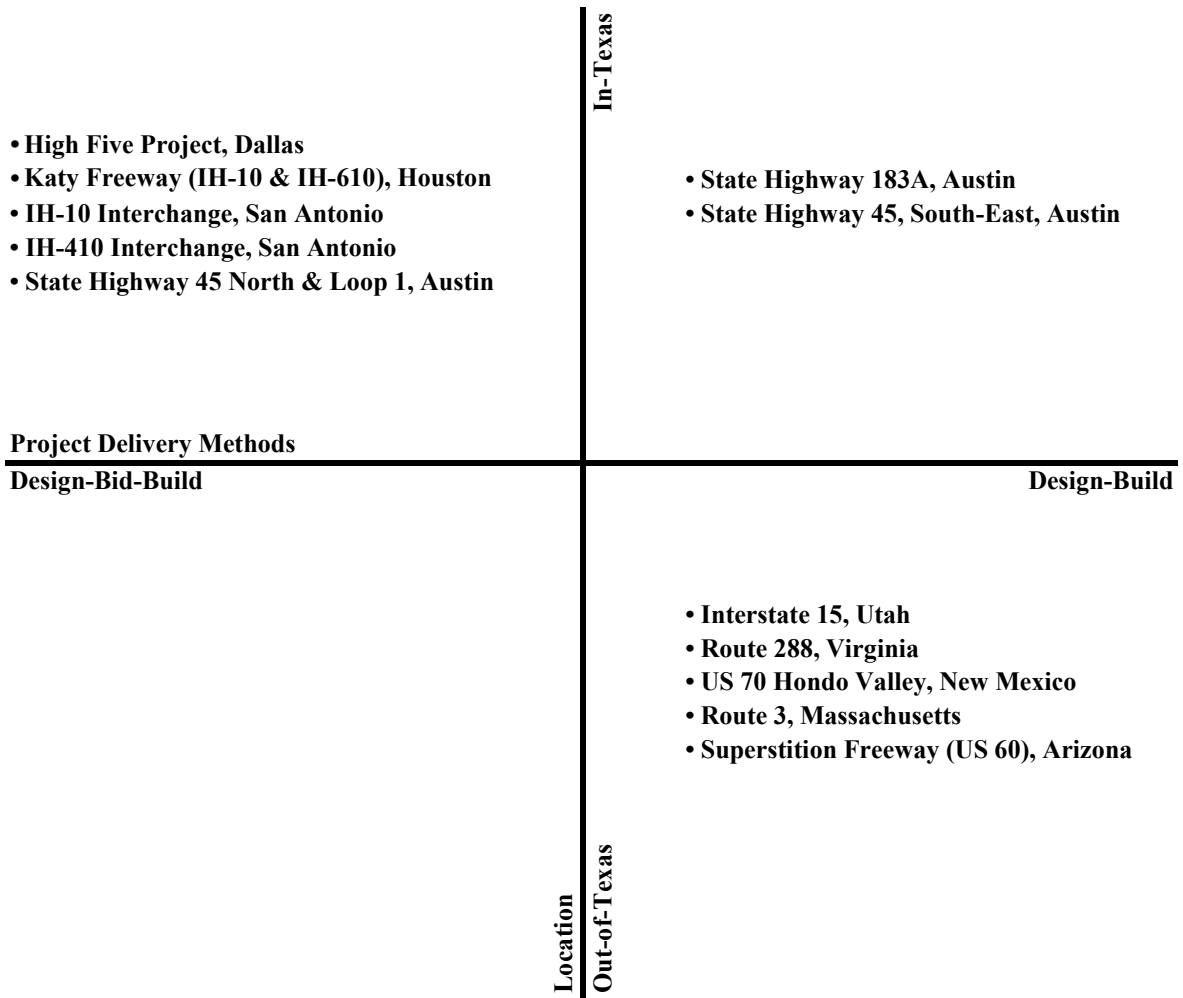 In-Texas
• High Five Project, Dallas
• Katy Freeway (IH-10 & IH-610), Houston
• IH-10 Interchange, San Antonio
• IH-410 Interchange, San Antonio
• State Highway 45 North & Loop 1, Austin
• State Highway 183A, Austin
• State Highway 45, South-East, Austin
Project Delivery Methods
Design-Bid-Build
Design-Build
• Interstate 15, Utah
• Route 288, Virginia
• US 70 Hondo Valley, New Mexico
• Route 3, Massachusetts
• Superstition Freeway (US 60), Arizona
Location
Out-of-Texas